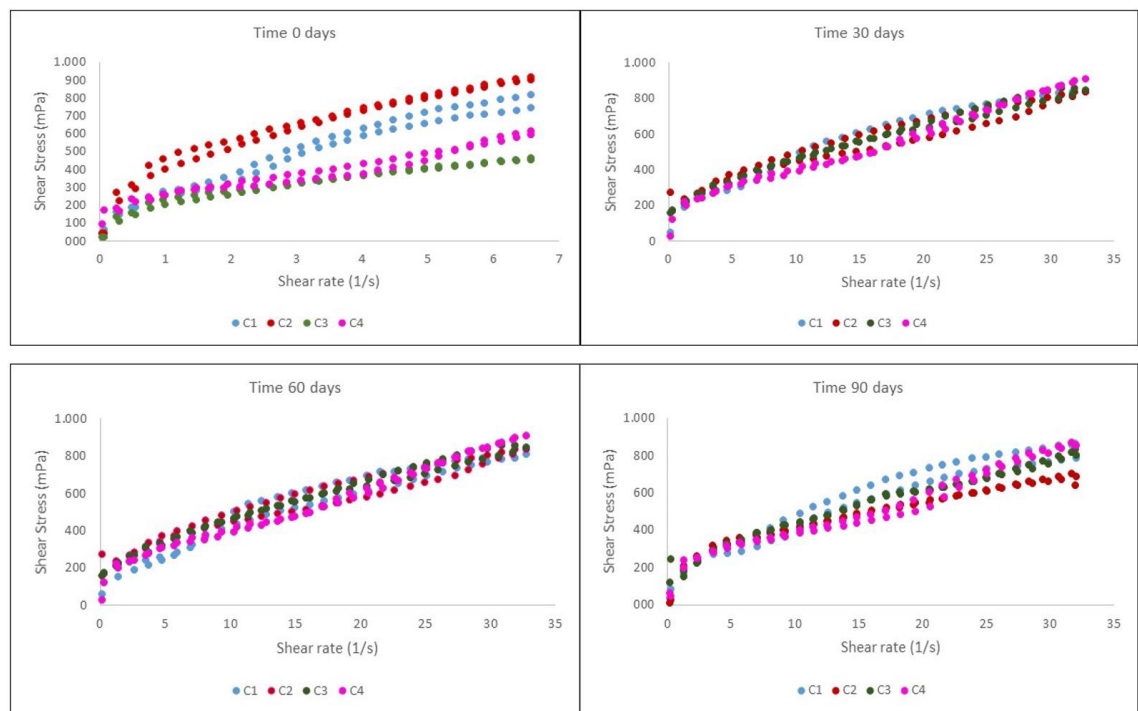 Time 0 days
1.000
900
800
700
600
500
400
300
200
100
000
Shear Stress (mPa)
0 1 2 3 4 5 6 7
Shear rate (1/s)
C1 C2 C3 C4
Time 30 days
1.000
800
600
400
200
0
Shear Stress (mPa)
0 5 10 15 20 25 30 35
Shear rate (1/s)
C1 C2 C3 C4
Time 60 days
1.000
800
600
400
200
0
Shear Stress (mPa)
0 5 10 15 20 25 30 35
Shear rate (1/s)
C1 C2 C3 C4
Time 90 days
1.000
800
600
400
200
000
Shear Stress (mPa)
0 5 10 15 20 25 30 35
Shear rate (1/s)
C1 C2 C3 C4